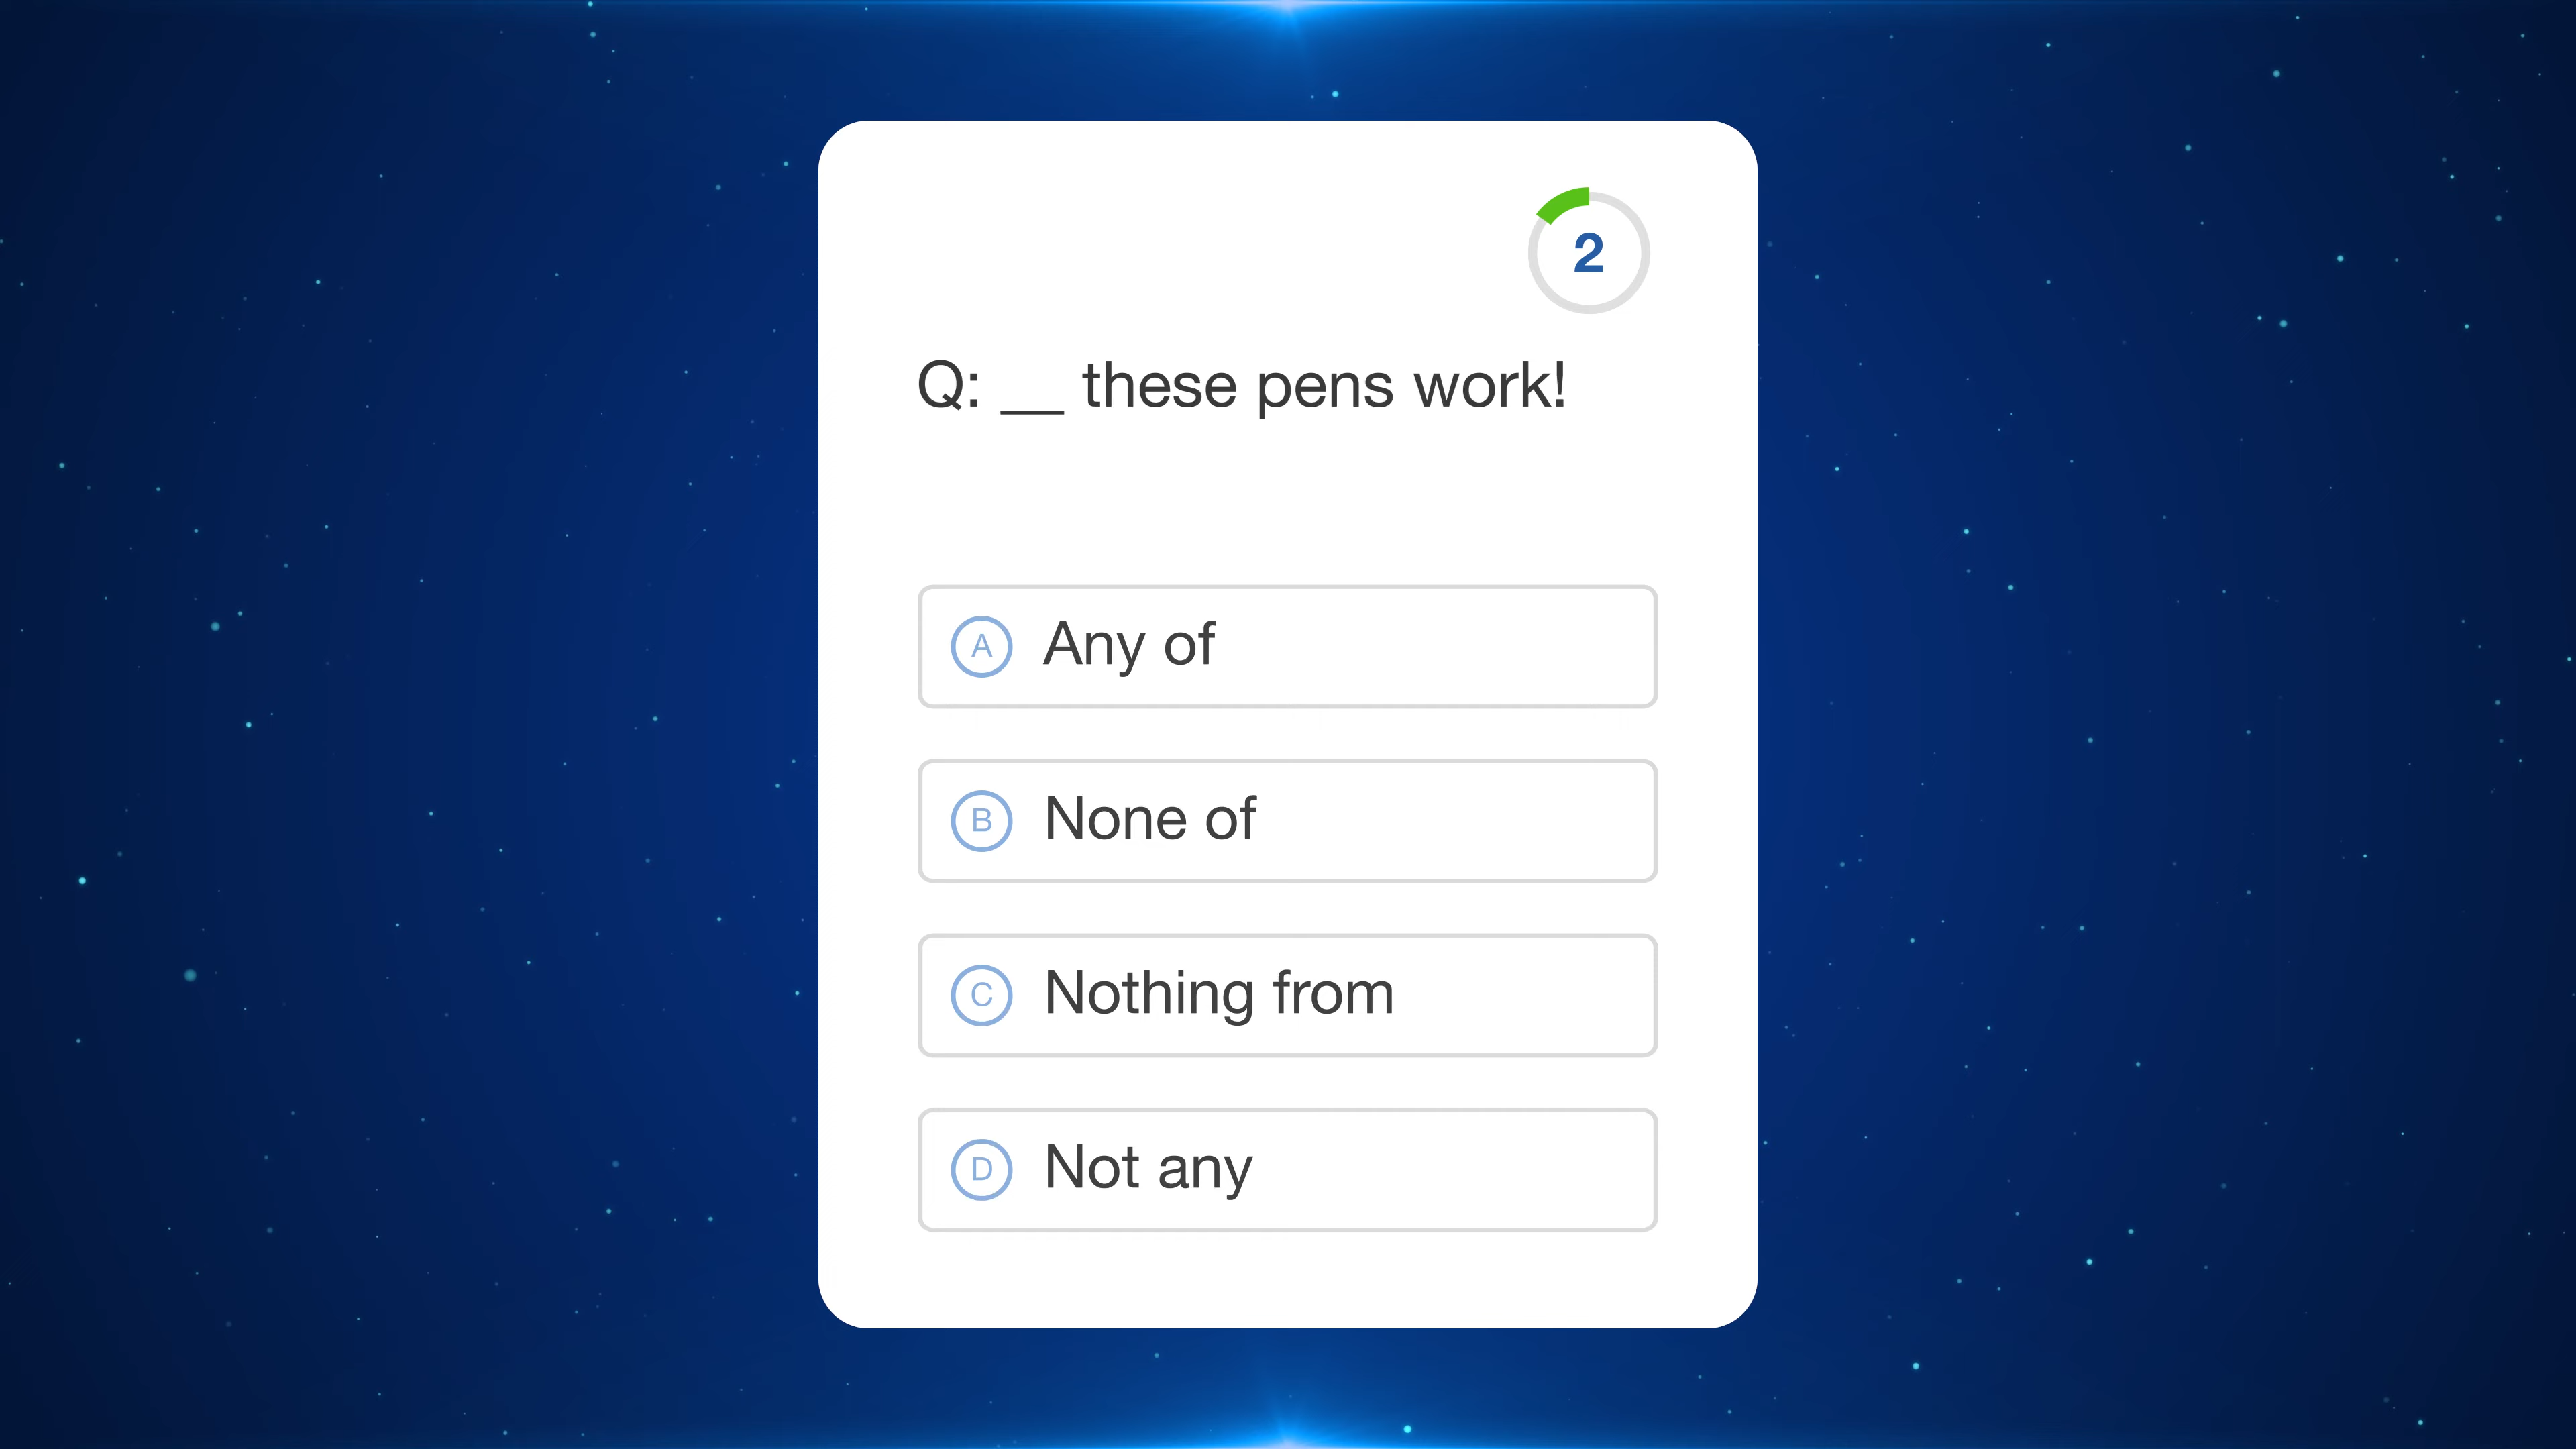 2
Q: __ these pens work!
A Any of
B None of
C Nothing from
D Not any